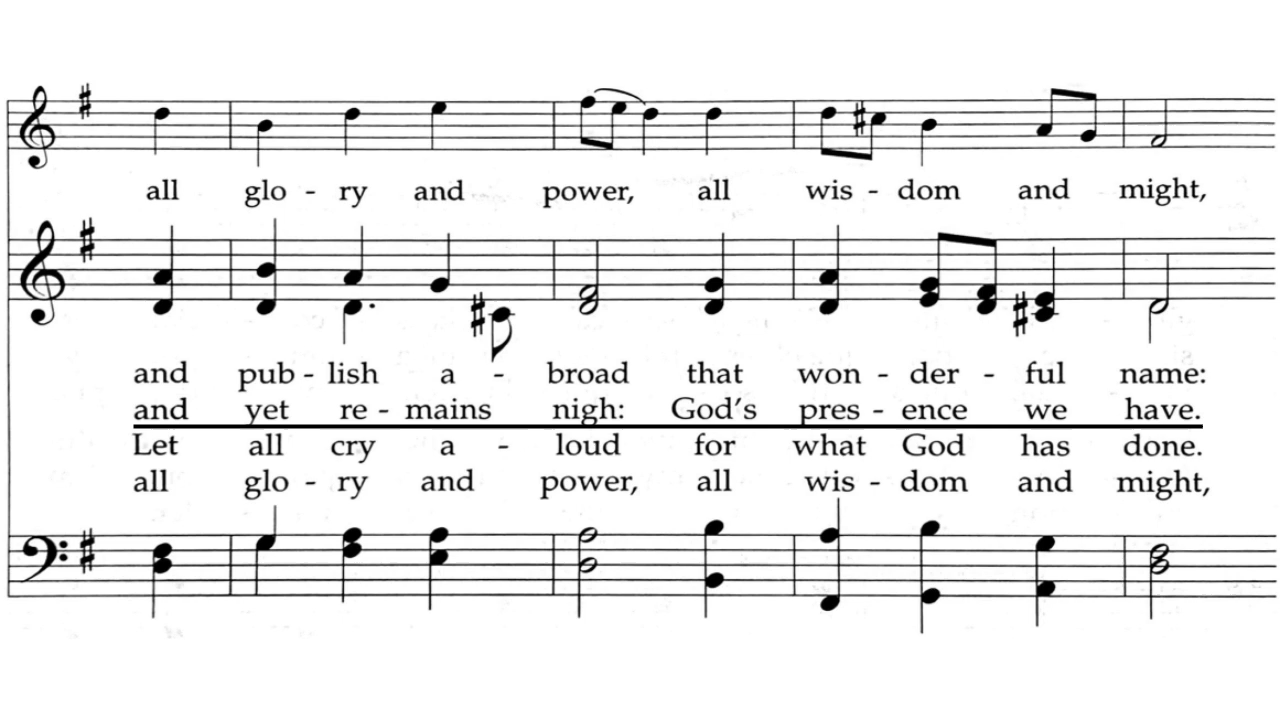 all glo - ry and power, all wis - dom and might,
and pub - lish a - broad that won - der - ful name:
and yet re - mains nigh: God's pres - ence we have.
Let all cry a - loud for what God has done.
all glo - ry and power, all wis - dom and might,